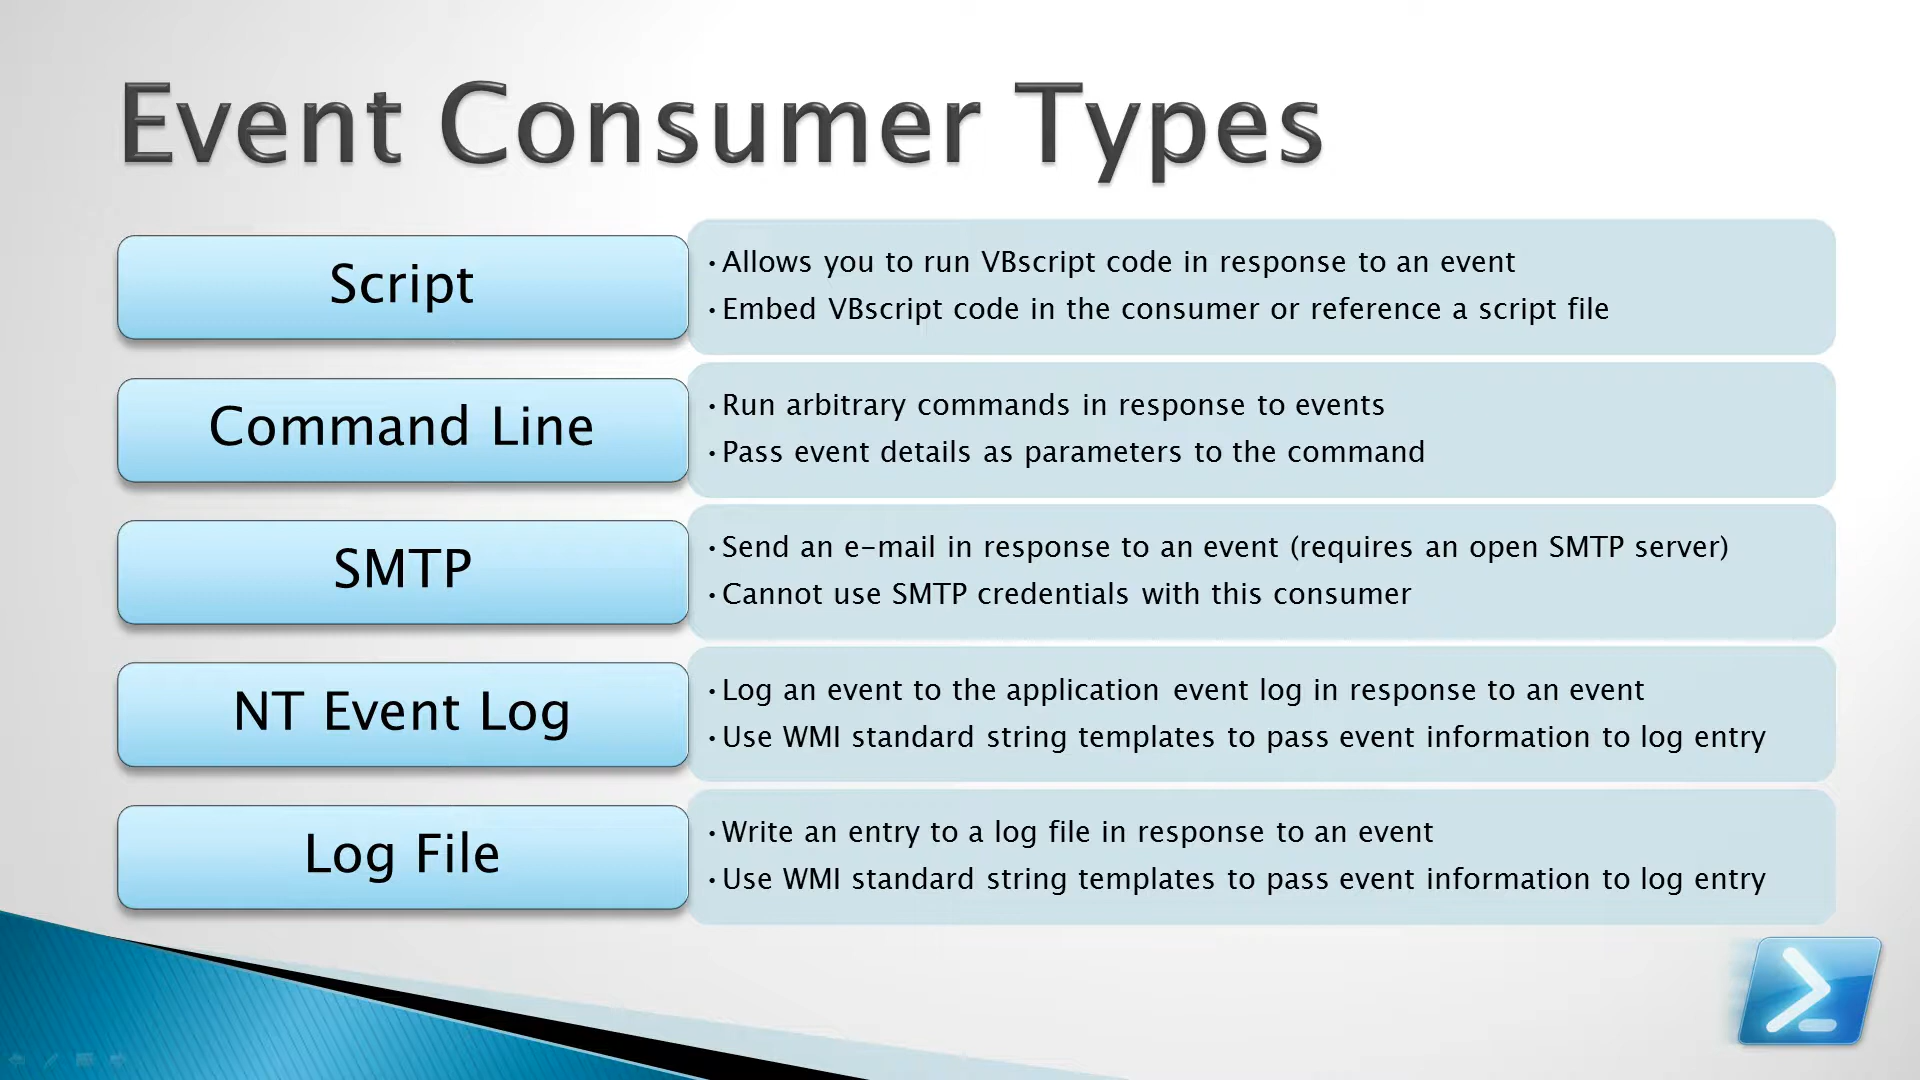 Event Consumer Types
Script
•Allows you to run VBscript code in response to an event
•Embed VBscript code in the consumer or reference a script file
Command Line
•Run arbitrary commands in response to events
•Pass event details as parameters to the command
SMTP
•Send an e-mail in response to an event (requires an open SMTP server)
•Cannot use SMTP credentials with this consumer
NT Event Log
•Log an event to the application event log in response to an event
•Use WMI standard string templates to pass event information to log entry
Log File
•Write an entry to a log file in response to an event
•Use WMI standard string templates to pass event information to log entry